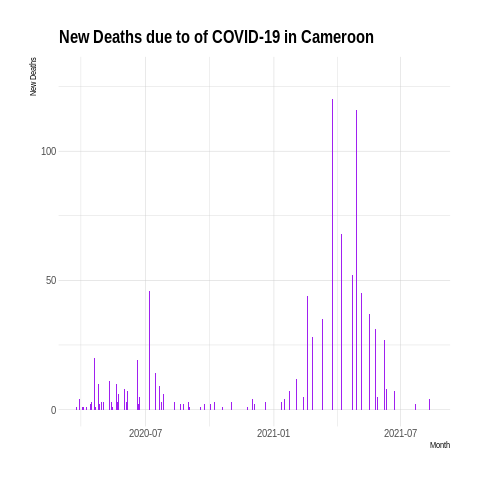 New Deaths due to of COVID-19 in Cameroon
New Deaths
100
50
0
2020-07
2021-01
2021-07
Month